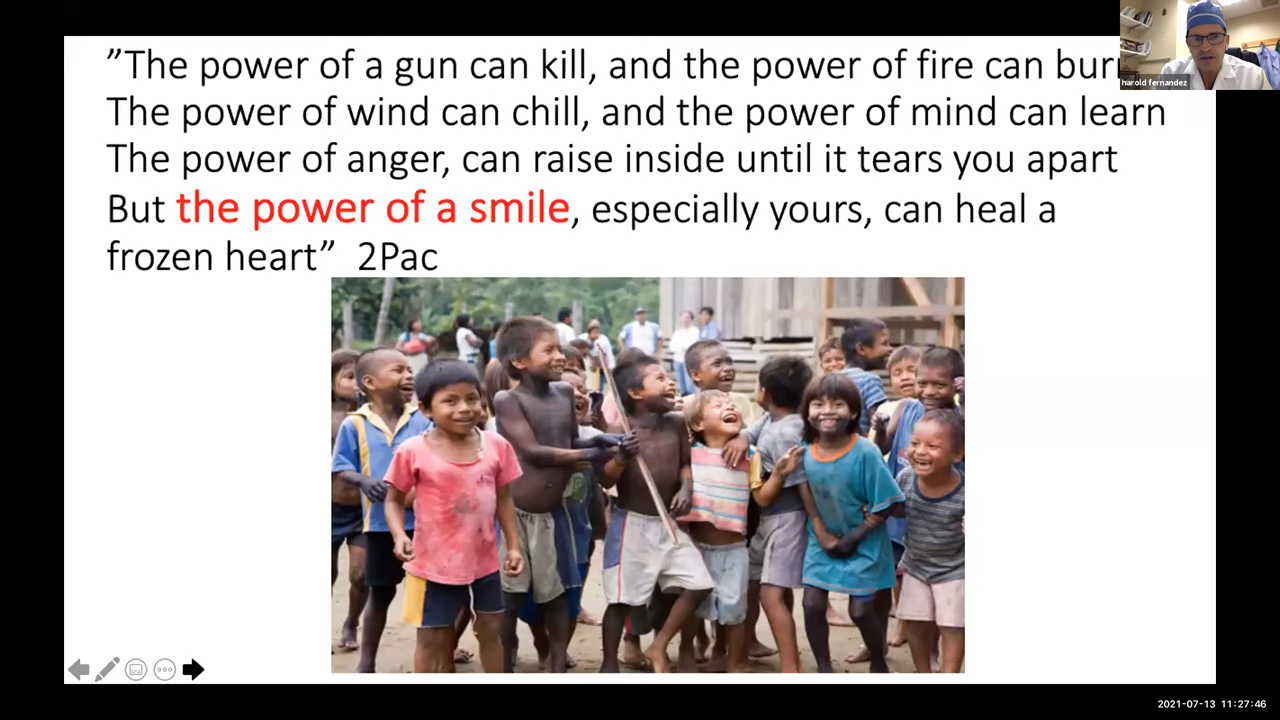 ”The power of a gun can kill, and the power of fire can
The power of wind can chill, and the power of mind can learn
The power of anger, can raise inside until it tears you apart
But the power of a smile, especially yours, can heal a
frozen heart” 2Pac
harold fernandez
2021-07-13 11:27:46